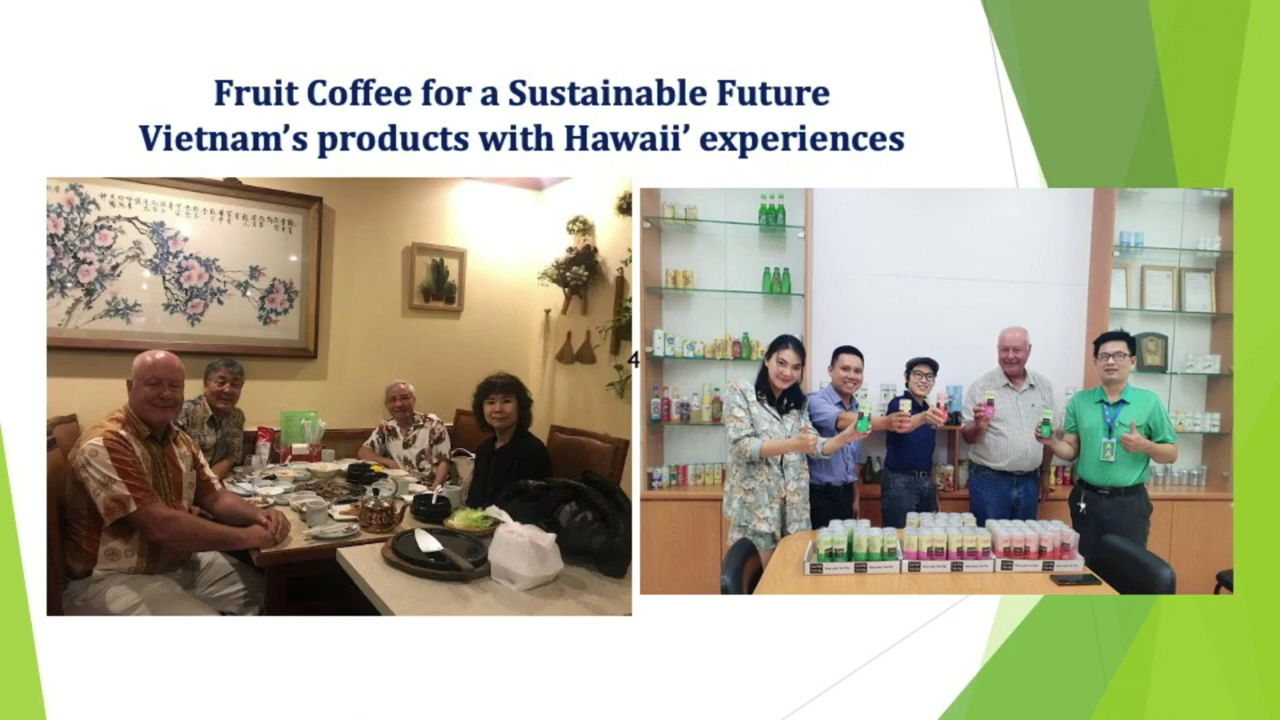 Fruit Coffee for a Sustainable Future
Vietnam’s products with Hawaii’ experiences
4